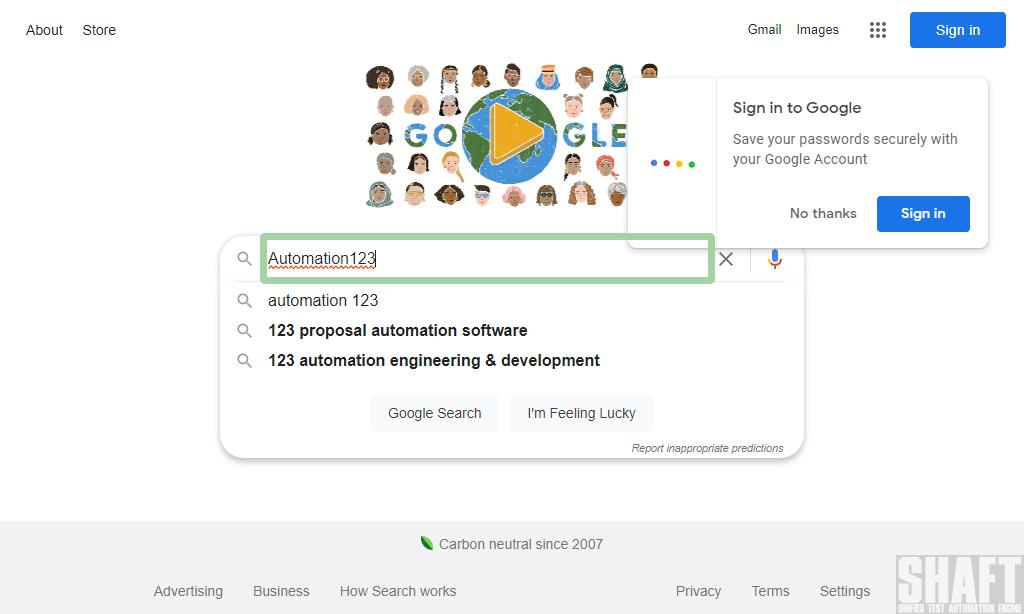 About Store Gmail Images Sign in
GOOGLE
Sign in to Google
Save your passwords securely with
your Google Account
No thanks Sign in
Automation123
automation 123
123 proposal automation software
123 automation engineering & development
Google Search I'm Feeling Lucky
Report inappropriate predictions
Carbon neutral since 2007
Advertising Business How Search works Privacy Terms Settings
SHAFT
UNIFIED TEST AUTOMATION ENGINE